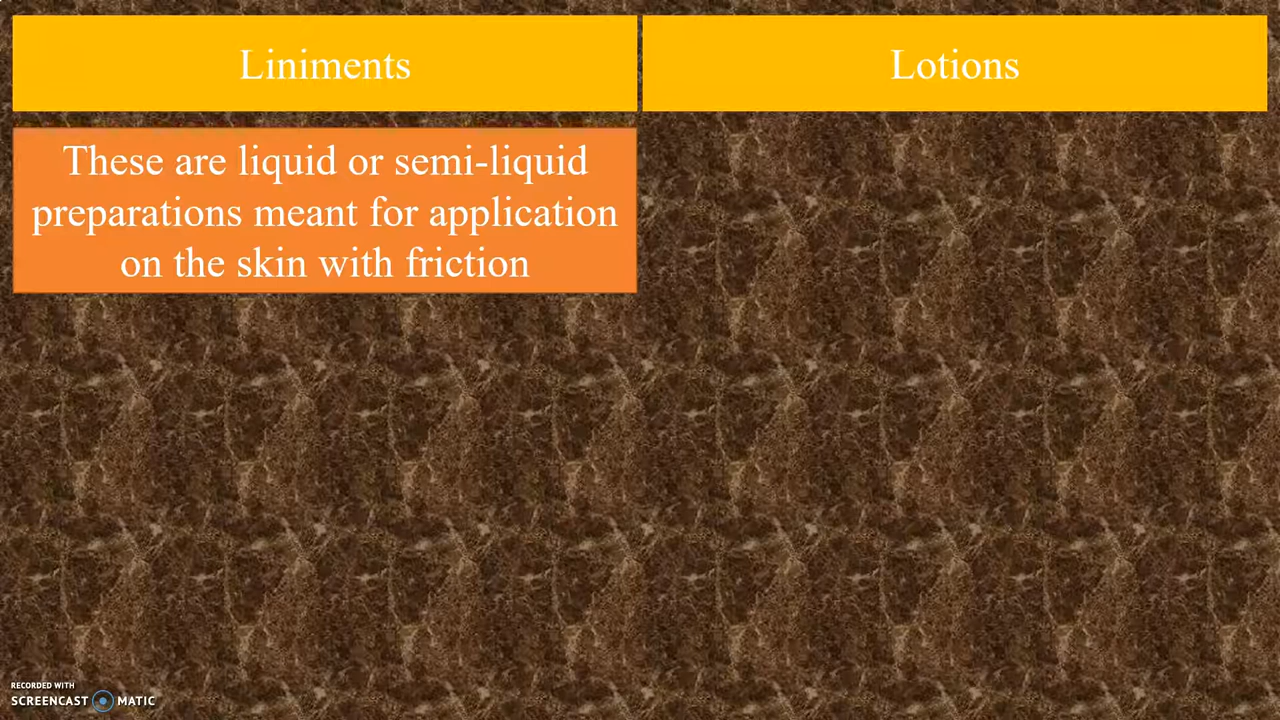 Liniments
Lotions
These are liquid or semi-liquid
preparations meant for application
on the skin with friction
RECORDED WITH
SCREENCAST MATIC